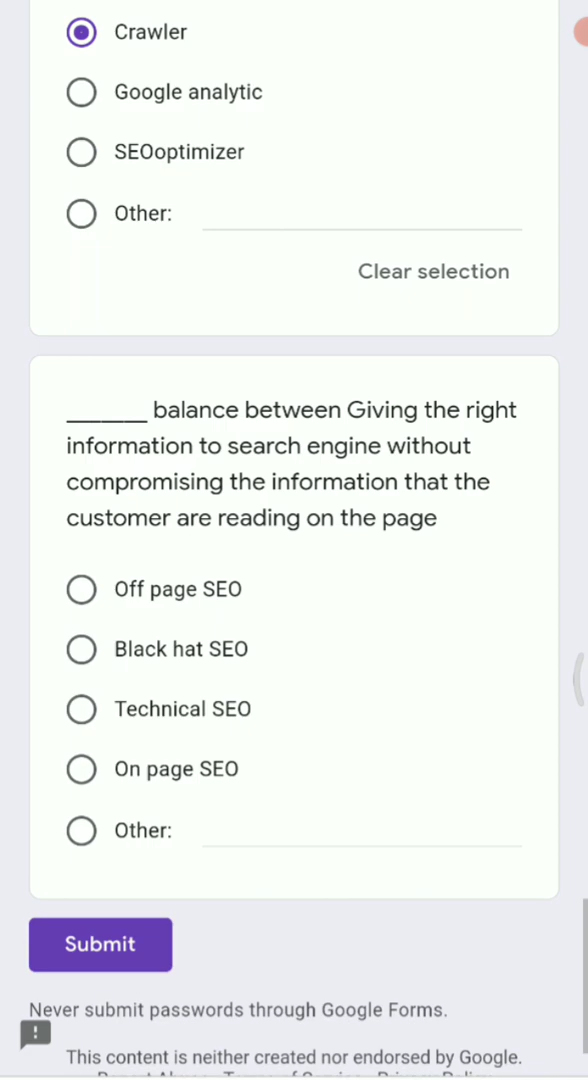 Crawler
Google analytic
SEOoptimizer
Other:
Clear selection
______ balance between Giving the right
information to search engine without
compromising the information that the
customer are reading on the page
Off page SEO
Black hat SEO
Technical SEO
On page SEO
Other:
Submit
Never submit passwords through Google Forms.
!
This content is neither created nor endorsed by Google.